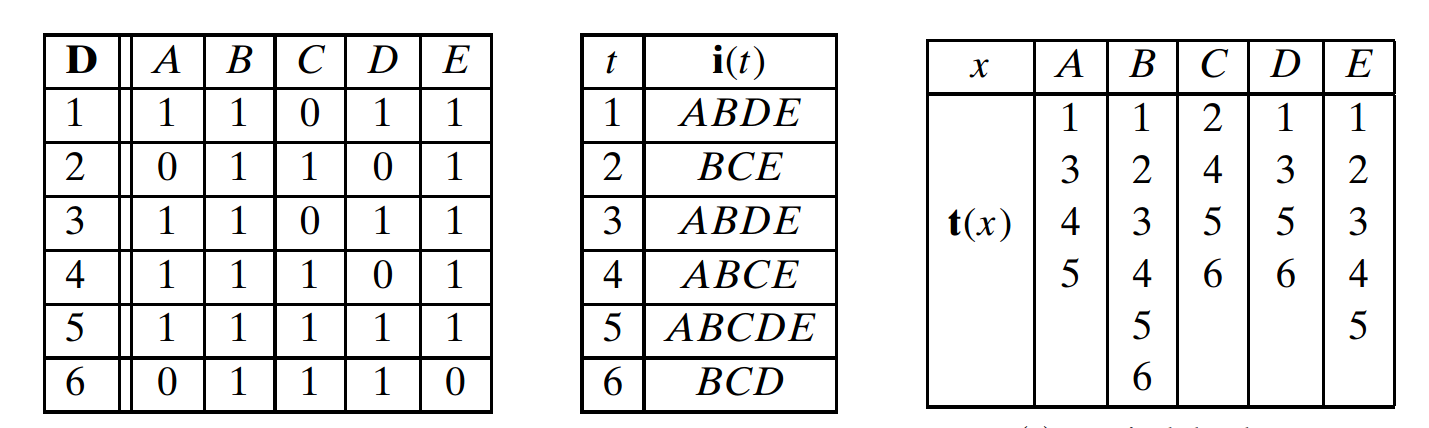 D A B C D E
1 1 1 0 1 1
2 0 1 1 0 1
3 1 1 0 1 1
4 1 1 1 0 1
5 1 1 1 1 1
6 0 1 1 1 0
t i(t)
1 ABDE
2 BCE
3 ABDE
4 ABCE
5 ABCDE
6 BCD
x A B C D E
1 1 2 1 1
3 2 4 3 2
t(x) 4 3 5 5 3
5 4 6 6 4
5 5
6